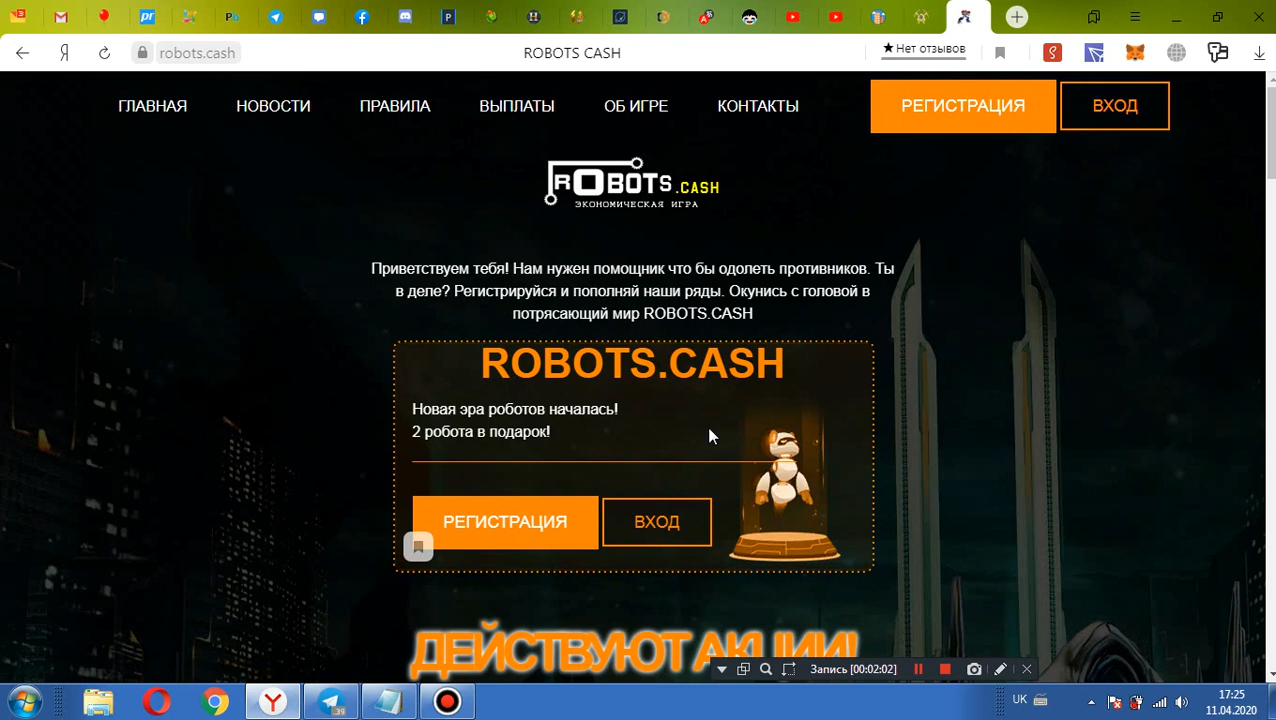 robots.cash
ROBOTS CASH
★Нет отзывов
ГЛАВНАЯ
НОВОСТИ
ПРАВИЛА
ВЫПЛАТЫ
ОБ ИГРЕ
КОНТАКТЫ
РЕГИСТРАЦИЯ
ВХОД
ROBOTS.CASH
ЭКОНОМИЧЕСКАЯ ИГРА
Приветствуем тебя! Нам нужен помощник что бы одолеть противников. Ты
в деле? Регистрируйся и пополняй наши ряды. Окунись с головой в
потрясающий мир ROBOTS.CASH
ROBOTS.CASH
Новая эра роботов началась!
2 робота в подарок!
РЕГИСТРАЦИЯ
ВХОД
ДЕЙСТВУЮТ АКЦИИ!
Запись [00:02:02]
UK
17:25
11.04.2020